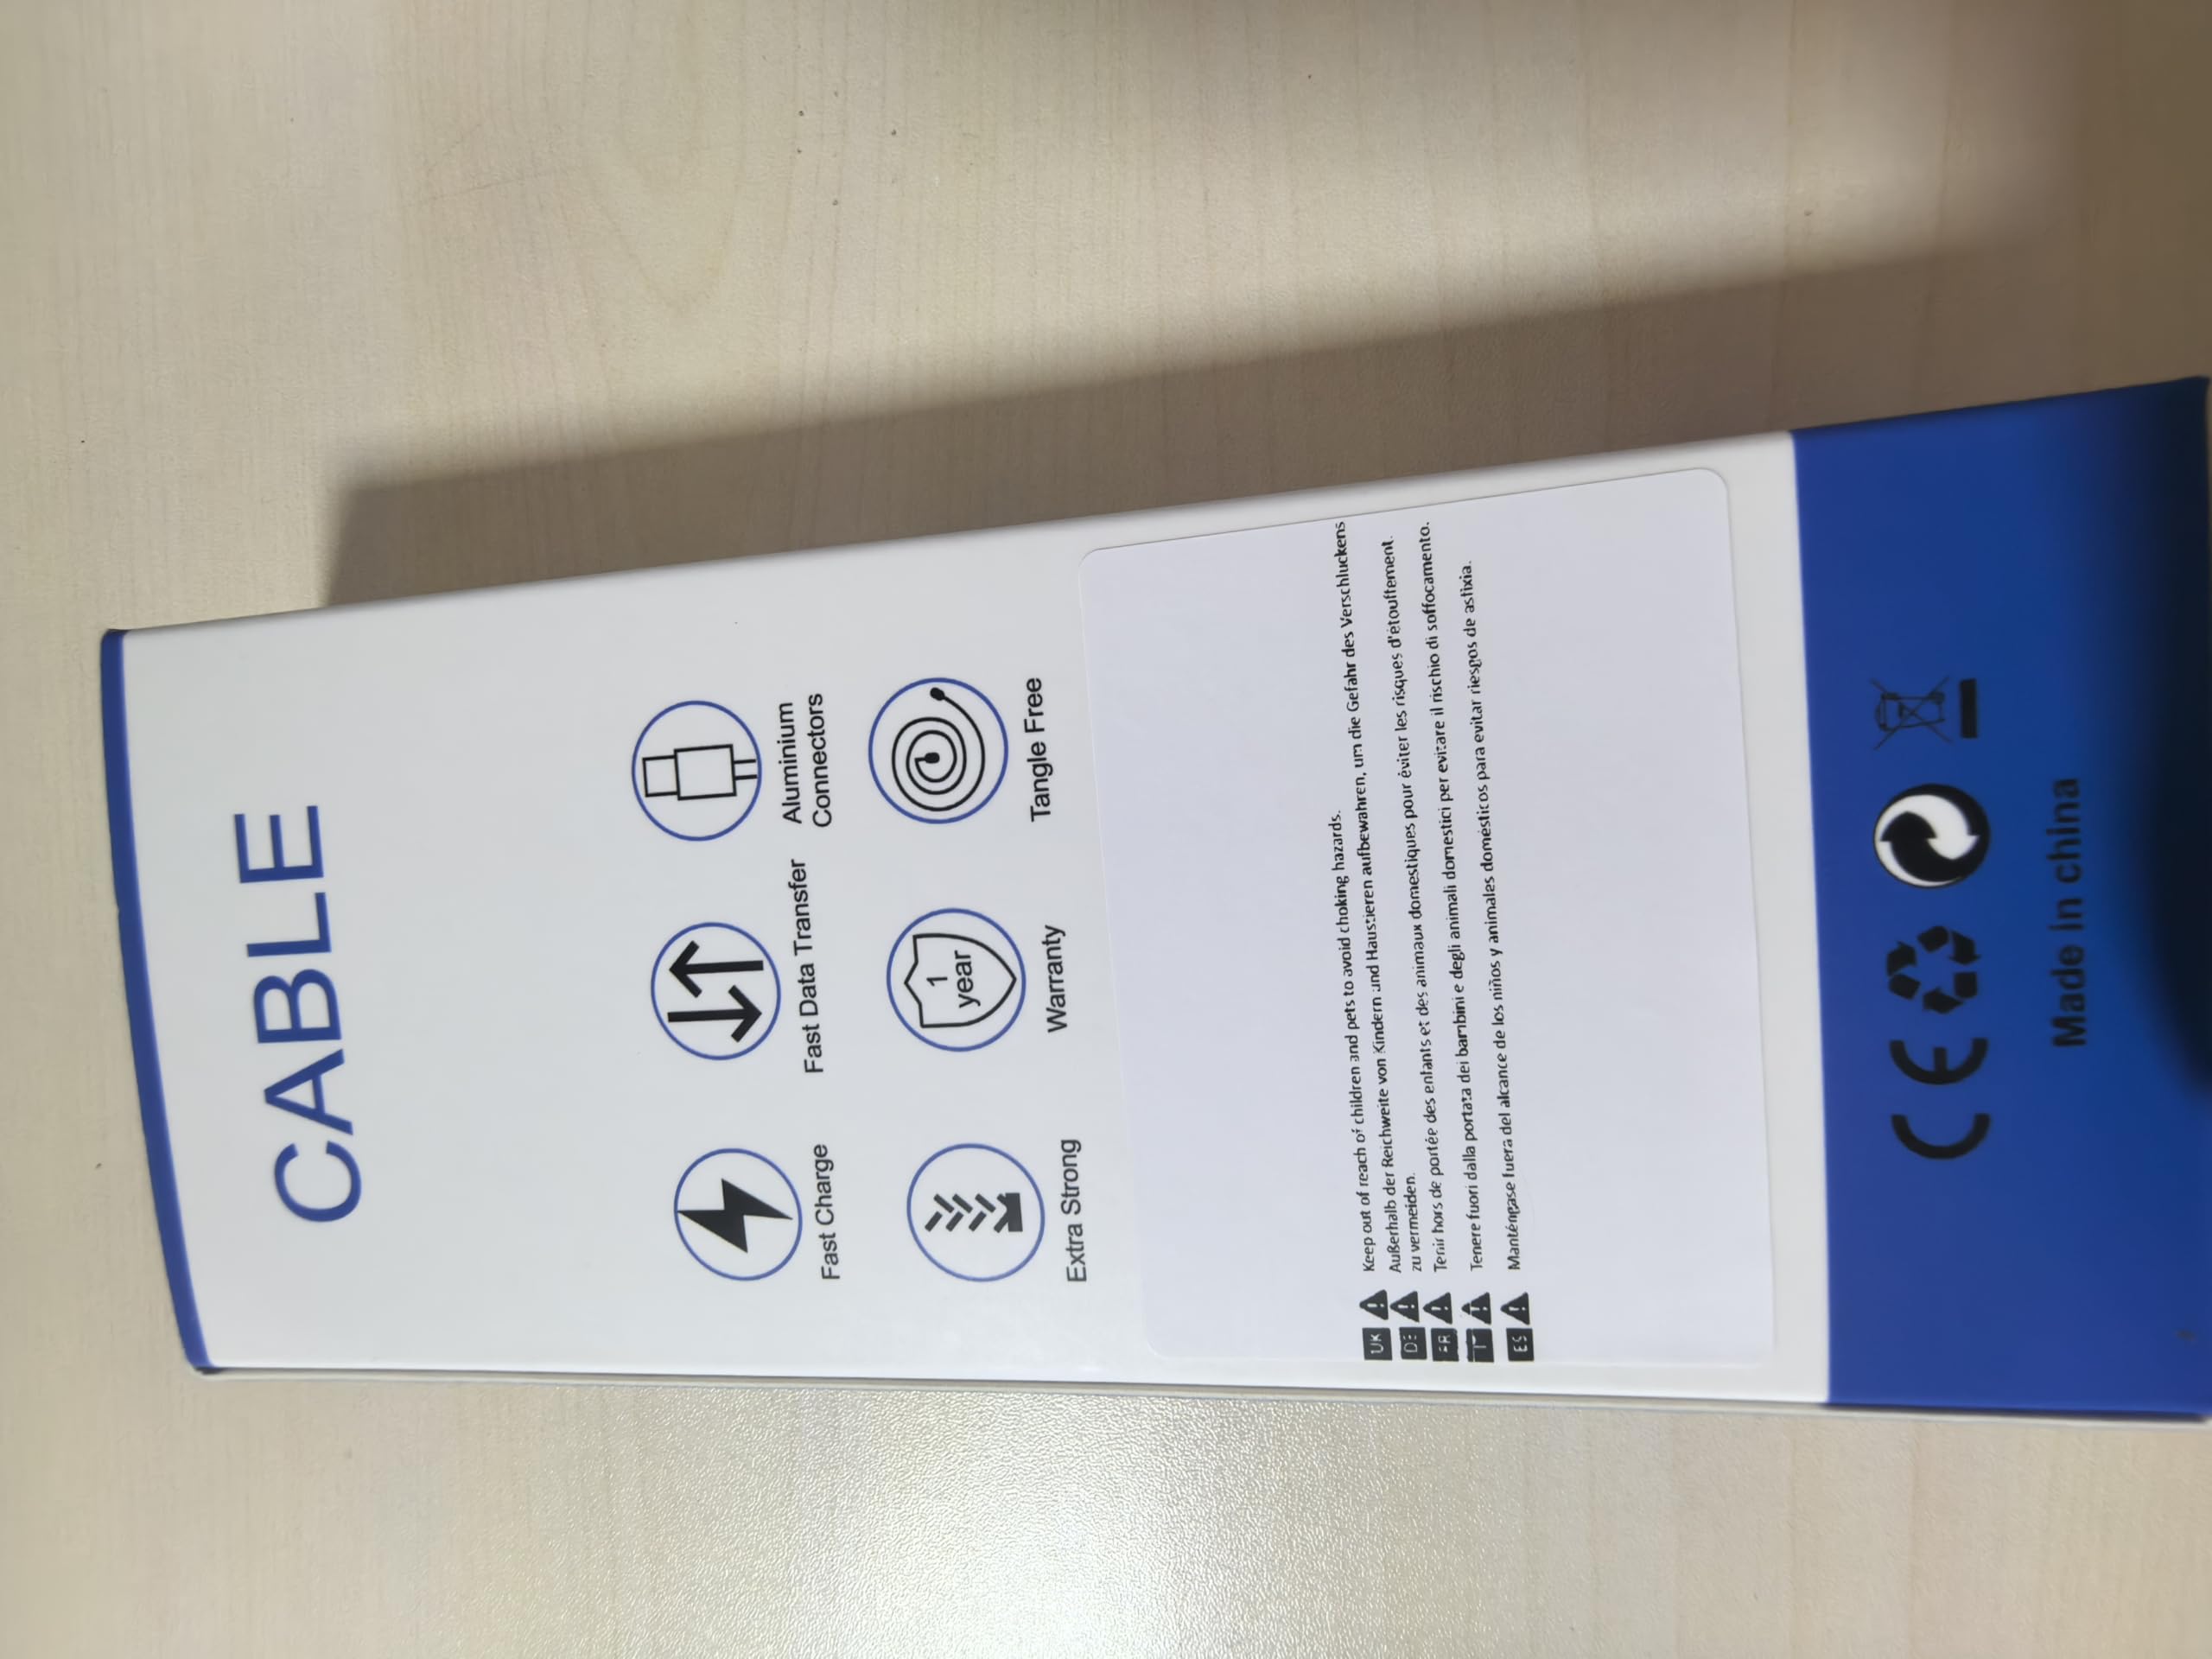 CABLE
Fast Charge
Fast Data Transfer
Aluminium
Connectors
Extra Strong
1
year
Warranty
Tangle Free
UK Keep out of reach of children and pets to avoid choking hazards.
DE Außerhalb der Reichweite von Kindern und Haustieren aufbewahren, um die Gefahr des Verschluckens
zu vermeiden.
FR Tenir hors de portée des enfants et des animaux domestiques pour éviter les risques d'étouffement.
IT Tenere fuori dalla portata dei bambini e degli animali domestici per evitare il rischio di soffocamento.
ES Manténgase fuera del alcance de los niños y animales domésticos para evitar riesgos de asfixia.
CE
Made in china